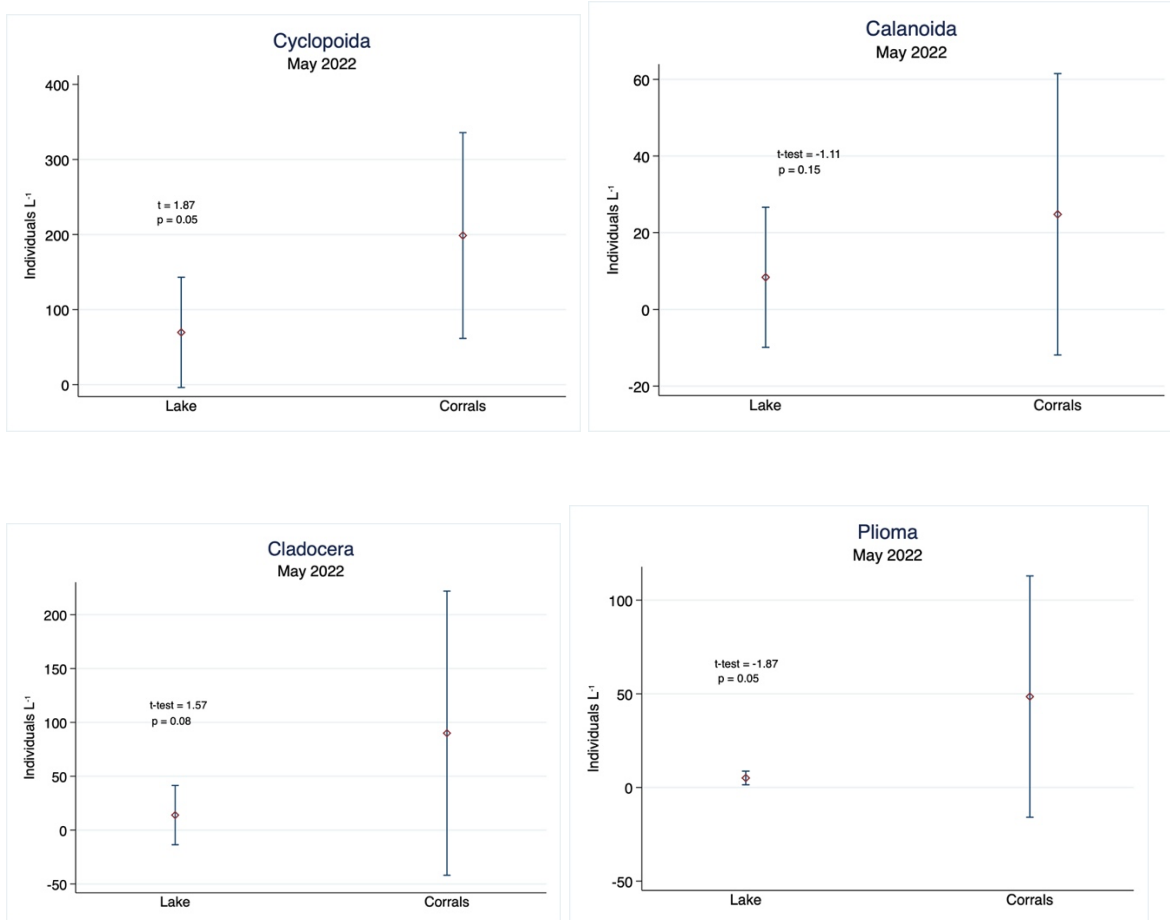 Cyclopoida
May 2022
400
300
200
100
0
Individuals L-1
t = 1.87
p = 0.05
Lake Corrals
Calanoida
May 2022
60
40
20
0
-20
Individuals L-1
t-test = -1.11
p = 0.15
Lake Corrals
Cladocera
May 2022
200
150
100
50
0
-50
Individuals L-1
t-test = 1.57
p = 0.08
Lake Corrals
Plioma
May 2022
100
50
0
-50
Individuals L-1
t-test = -1.87
p = 0.05
Lake Corrals